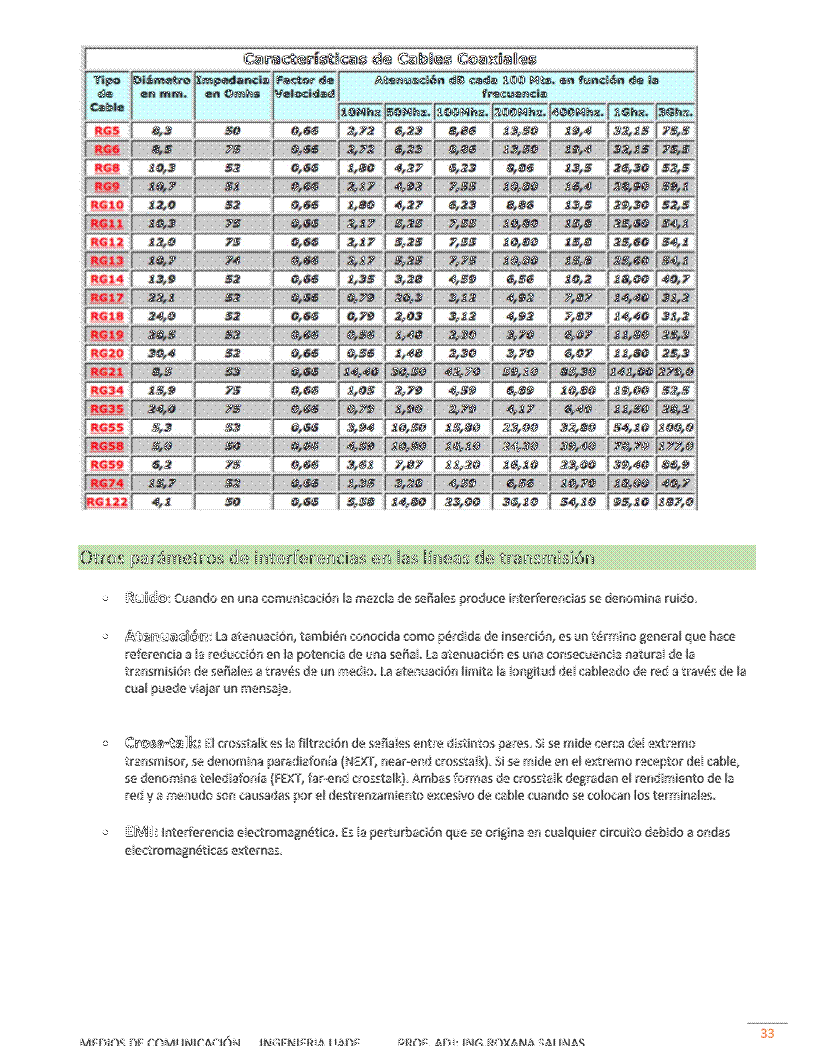 Características de Cables Coaxiales
Tipo de Cable Diámetro en mm. Impedancia en Omhs Factor de Velocidad Atenuación dB cada 100 Mts. en función de la frecuencia
10Mhz 50Mhz. 100Mhz. 200Mhz. 400Mhz. 1Ghz. 3Ghz.
RG5 8,3 50 0,66 2,72 6,23 8,86 13,50 19,4 32,15 75,5
RG6 8,5 75 0,66 2,72 6,23 8,86 13,50 19,4 32,15 75,5
RG8 10,3 52 0,66 1,80 4,27 6,23 8,86 13,5 26,30 52,5
RG9 10,7 51 0,66 2,17 4,92 7,55 10,80 16,4 28,90 59,1
RG10 12,0 52 0,66 1,80 4,27 6,23 8,86 13,5 29,30 52,5
RG11 10,3 75 0,66 2,17 5,25 7,55 10,80 15,8 25,60 54,1
RG12 12,0 75 0,66 2,17 5,25 7,55 10,80 15,8 25,60 54,1
RG13 10,7 74 0,66 2,17 5,25 7,75 10,80 15,8 25,60 54,1
RG14 13,9 52 0,66 1,35 3,28 4,59 6,56 10,2 18,00 40,7
RG17 22,1 52 0,66 0,79 20,3 3,12 4,92 7,87 14,40 31,2
RG18 24,0 52 0,66 0,79 2,03 3,12 4,92 7,87 14,40 31,2
RG19 28,5 52 0,66 0,56 1,48 2,30 3,70 6,07 11,80 25,3
RG20 30,4 52 0,66 0,56 1,48 2,30 3,70 6,07 11,80 25,3
RG21 8,5 53 0,66 14,40 30,50 42,70 59,10 85,30 141,00 279,0
RG34 15,9 75 0,66 1,05 2,79 4,59 6,89 10,80 19,00 52,5
RG35 24,0 75 0,66 0,79 1,90 2,79 4,17 6,40 11,50 28,2
RG55 5,3 53 0,66 3,94 10,50 15,80 23,00 32,80 54,10 100,0
RG58 5,0 50 0,66 4,59 10,80 16,10 24,30 39,40 78,70 177,0
RG59 6,2 75 0,66 3,61 7,87 11,20 16,10 23,00 39,40 86,9
RG74 15,7 52 0,66 1,35 3,28 4,59 6,56 10,70 18,00 40,7
RG122 4,1 50 0,66 5,58 14,80 23,00 36,10 54,10 95,10 187,0
Otros parámetros de interferencias en las líneas de transmisión
Ruido: Cuando en una comunicación la mezcla de señales produce interferencias se denomina ruido.
Atenuación: La atenuación, también conocida como pérdida de inserción, es un término general que hace
referencia a la reducción en la potencia de una señal. La atenuación es una consecuencia natural de la
transmisión de señales a través de un medio. La atenuación limita la longitud del cableado de red a través de la
cual puede viajar un mensaje.
Cross-talk: El crosstalk es la filtración de señales entre distintos pares. Si se mide cerca del extremo
transmisor, se denomina paradiafonía (NEXT, near-end crosstalk). Si se mide en el extremo receptor del cable,
se denomina telediafonía (FEXT, far-end crosstalk). Ambas formas de crosstalk degradan el rendimiento de la
red y a menudo son causadas por el destrenzamiento excesivo de cable cuando se colocan los terminales.
EMI: Interferencia electromagnética. Es la perturbación que se origina en cualquier circuito debido a ondas
electromagnéticas externas.
33
MEDIOS DE COMUNICACIÓN INGENIERIA UADE PROF. ADJ: ING ROXANA SALINAS